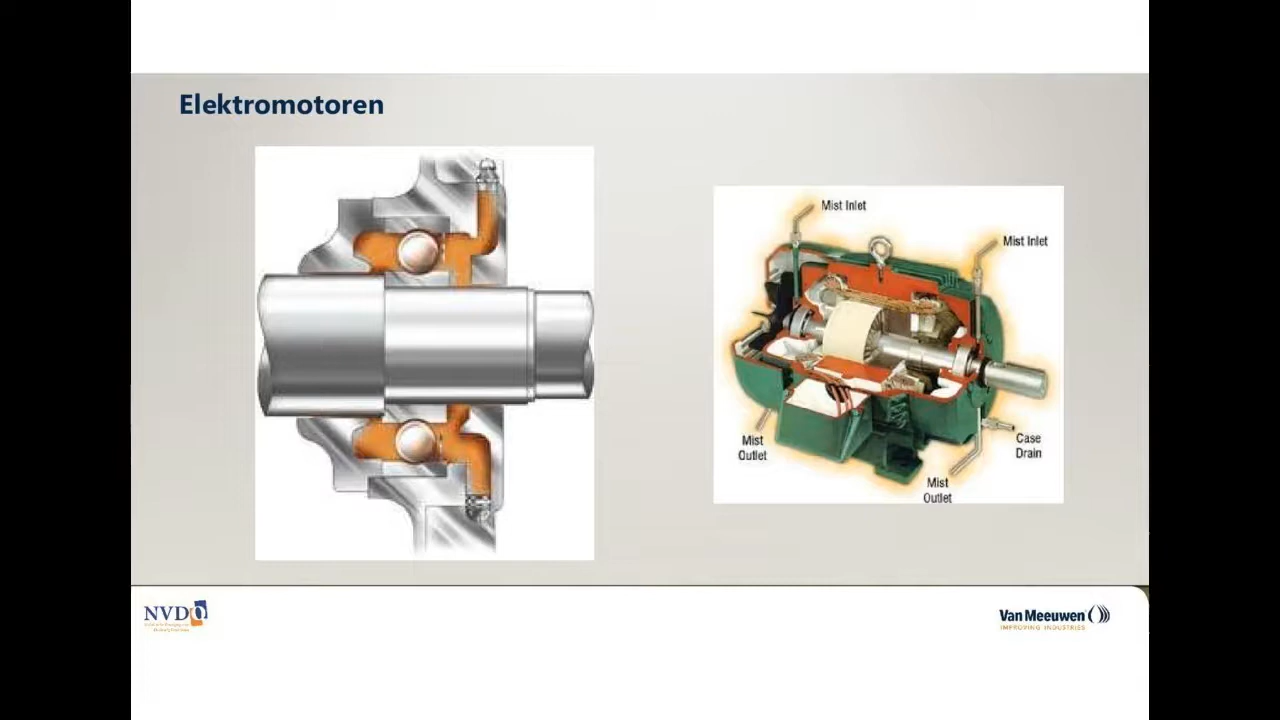 Elektromotoren
Mist Inlet
Mist Inlet
Mist
Outlet
Case
Drain
Mist
Outlet
NVDO
Van Meeuwen
IMPROVING INDUSTRIES